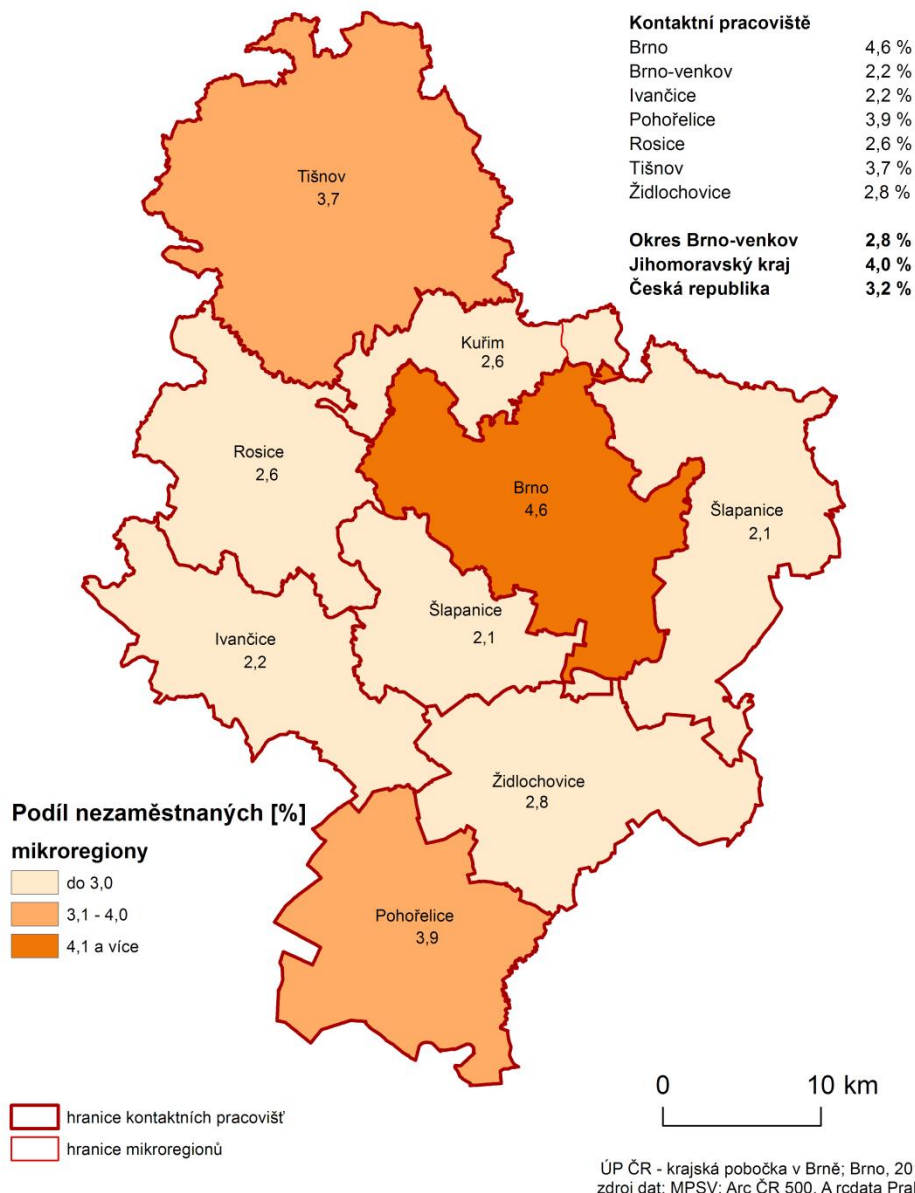 Kontaktní pracoviště
Brno 4,6 %
Brno-venkov 2,2 %
Ivančice 2,2 %
Pohořelice 3,9 %
Rosice 2,6 %
Tišnov 3,7 %
Židlochovice 2,8 %
Okres Brno-venkov 2,8 %
Jihomoravský kraj 4,0 %
Česká republika 3,2 %
Tišnov
3,7
Kuřim
2,6
Rosice
2,6
Brno
4,6
Šlapanice
2,1
Šlapanice
2,1
Ivančice
2,2
Židlochovice
2,8
Pohořelice
3,9
Podíl nezaměstnaných [%]
mikroregiony
do 3,0
3,1 - 4,0
4,1 a více
hranice kontaktních pracovišť
hranice mikroregionů
0 10 km
ÚP ČR - krajská pobočka v Brně; Brno, 20
zdroj dat: MPSV; Arc ČR 500, A rcdata